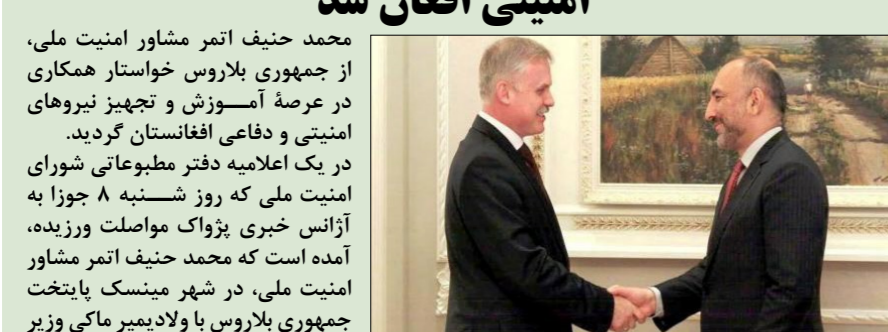 امنیتی افغان شد
محمد حنیف اتمر مشاور امنیت ملی،
از جمهوری بلاروس خواستار همکاری
در عرصهٔ آمــوزش و تجهیز نیروهای
امنیتی و دفاعی افغانستان گردید.
در یک اعلامیه دفتر مطبوعاتی شورای
امنیت ملی که روز شــنبه ۸ جوزا به
آژانس خبری پژواک مواصلت ورزیده،
آمده است که محمد حنیف اتمر مشاور
امنیت ملی، در شهر مینسک پایتخت
جمهوری بلاروس با ولادیمیر ماکی وزیر